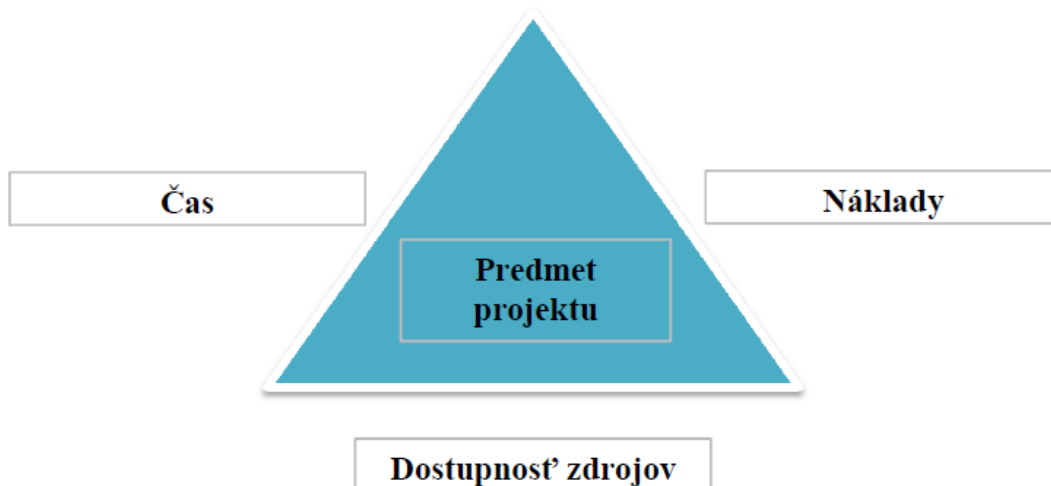 Čas
Náklady
Predmet
projektu
Dostupnosť zdrojov